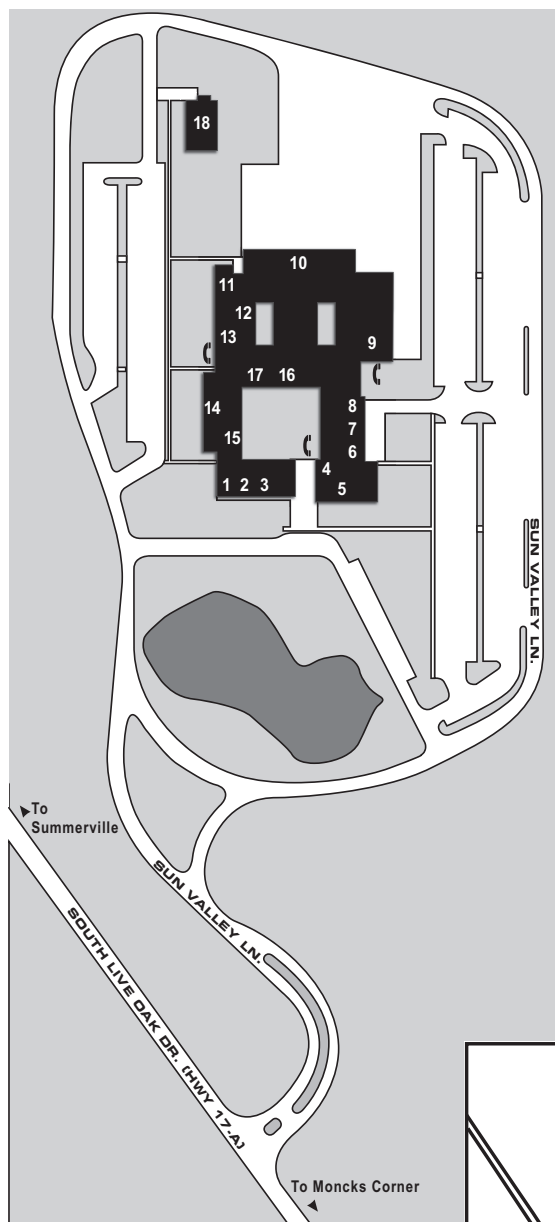 18
10
11
12
13
9
17 16
14
8
7
15
6
4
1 2 3
5
SUN VALLEY LN.
To
Summerville
SUN VALLEY LN.
SOUTH LIVE OAK DR. (HWY 17-A)
To Moncks Corner